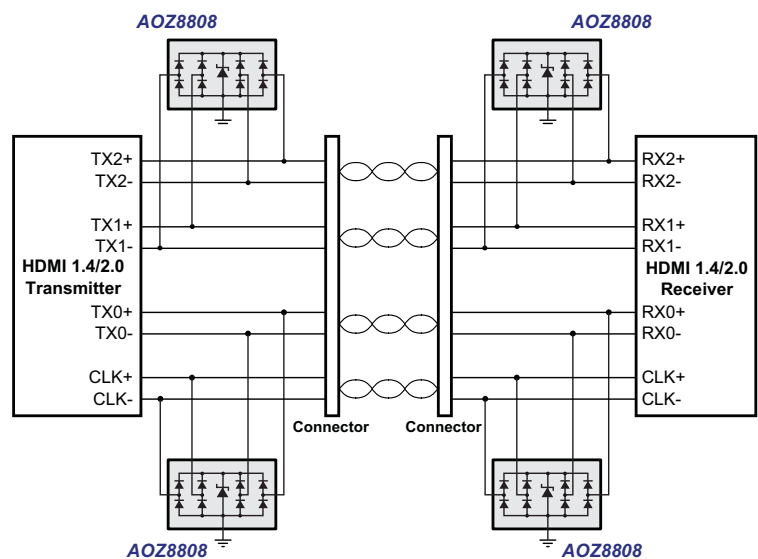 AOZ8808
AOZ8808
TX2+
TX2-
TX1+
TX1-
HDMI 1.4/2.0
Transmitter
TX0+
TX0-
CLK+
CLK-
RX2+
RX2-
RX1+
RX1-
HDMI 1.4/2.0
Receiver
RX0+
RX0-
CLK+
CLK-
Connector
Connector
AOZ8808
AOZ8808